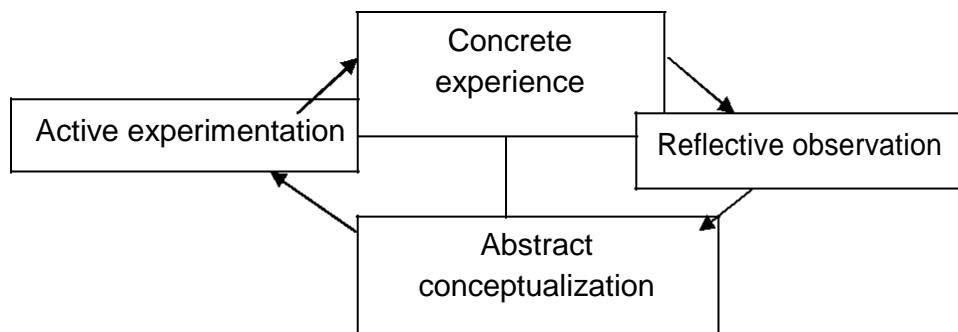 Concrete
experience
Active experimentation
Reflective observation
Abstract
conceptualization